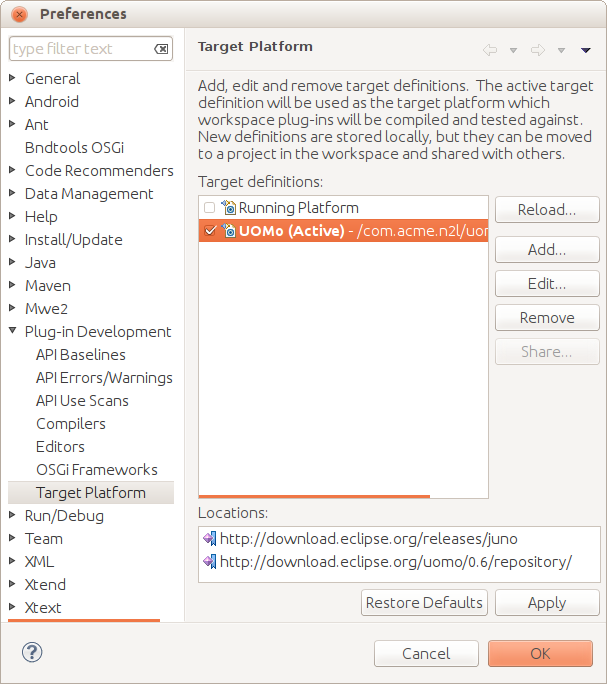 Preferences
type filter text
General
Android
Ant
Bndtools OSGi
Code Recommenders
Data Management
Help
Install/Update
Java
Maven
Mwe2
Plug-in Development
API Baselines
API Errors/Warnings
API Use Scans
Compilers
Editors
OSGi Frameworks
Target Platform
Run/Debug
Team
XML
Xtend
Xtext
Target Platform
Add, edit and remove target definitions.  The active target
definition will be used as the target platform which
workspace plug-ins will be compiled and tested against.
New definitions are stored locally, but they can be moved
to a project in the workspace and shared with others.
Target definitions:
Running Platform
UOMo (Active) - /com.acme.n2l/uor
Reload...
Add...
Edit...
Remove
Share...
Locations:
http://download.eclipse.org/releases/juno
http://download.eclipse.org/uomo/0.6/repository/
Restore Defaults
Apply
?
Cancel
OK